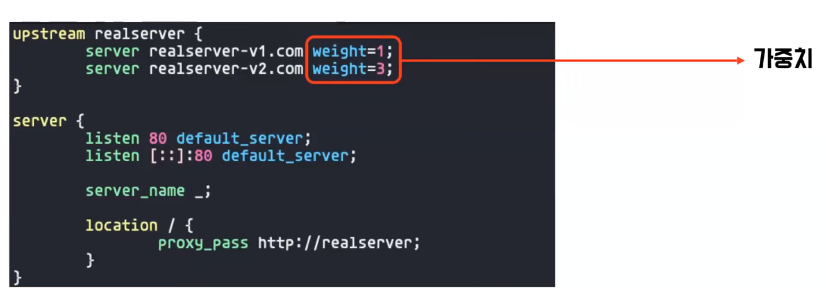 upstream realserver {
        server realserver-v1.com weight=1;
        server realserver-v2.com weight=3;
}
가중치
server {
        listen 80 default_server;
        listen [::]:80 default_server;
        server_name _;
        location / {
                proxy_pass http://realserver;
        }
}